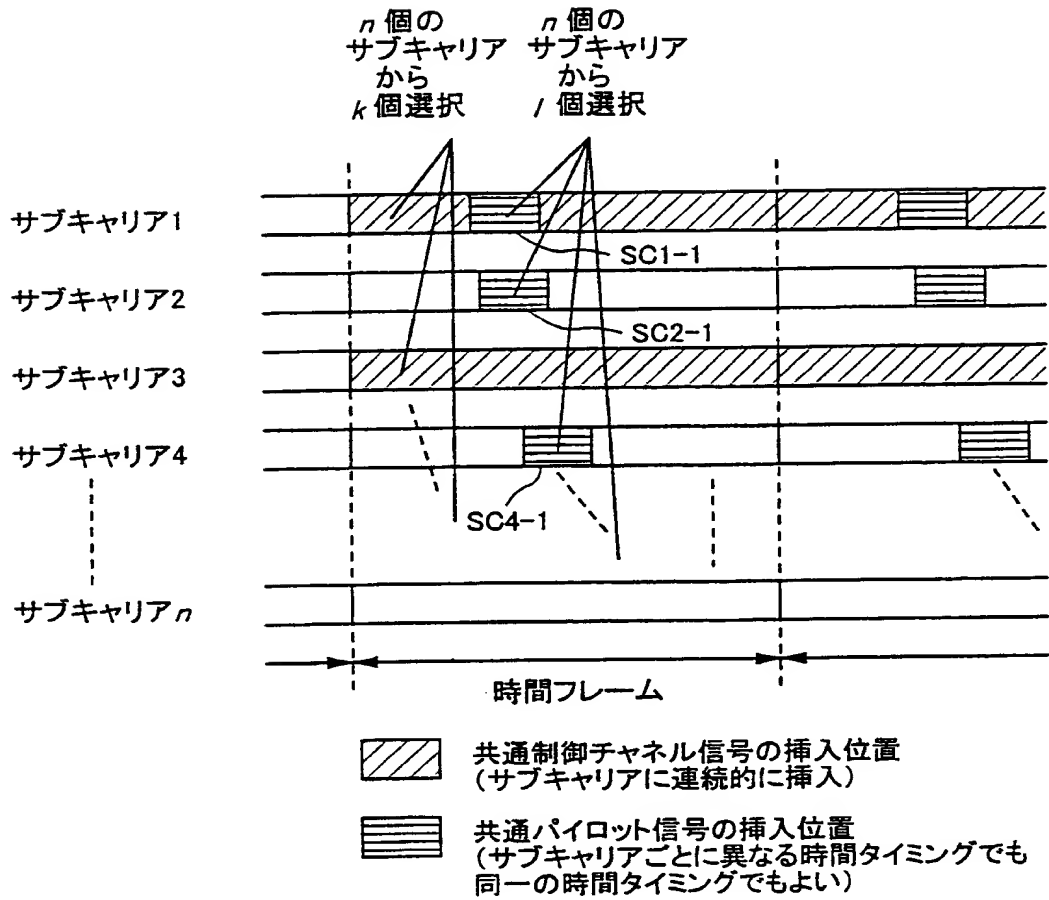 n個の
サブキャリア
から
k個選択
n個の
サブキャリア
から
l個選択
サブキャリア1
SC1-1
サブキャリア2
SC2-1
サブキャリア3
サブキャリア4
SC4-1
サブキャリアn
時間フレーム
共通制御チャネル信号の挿入位置
(サブキャリアに連続的に挿入)
共通パイロット信号の挿入位置
(サブキャリアごとに異なる時間タイミングでも
同一の時間タイミングでもよい)